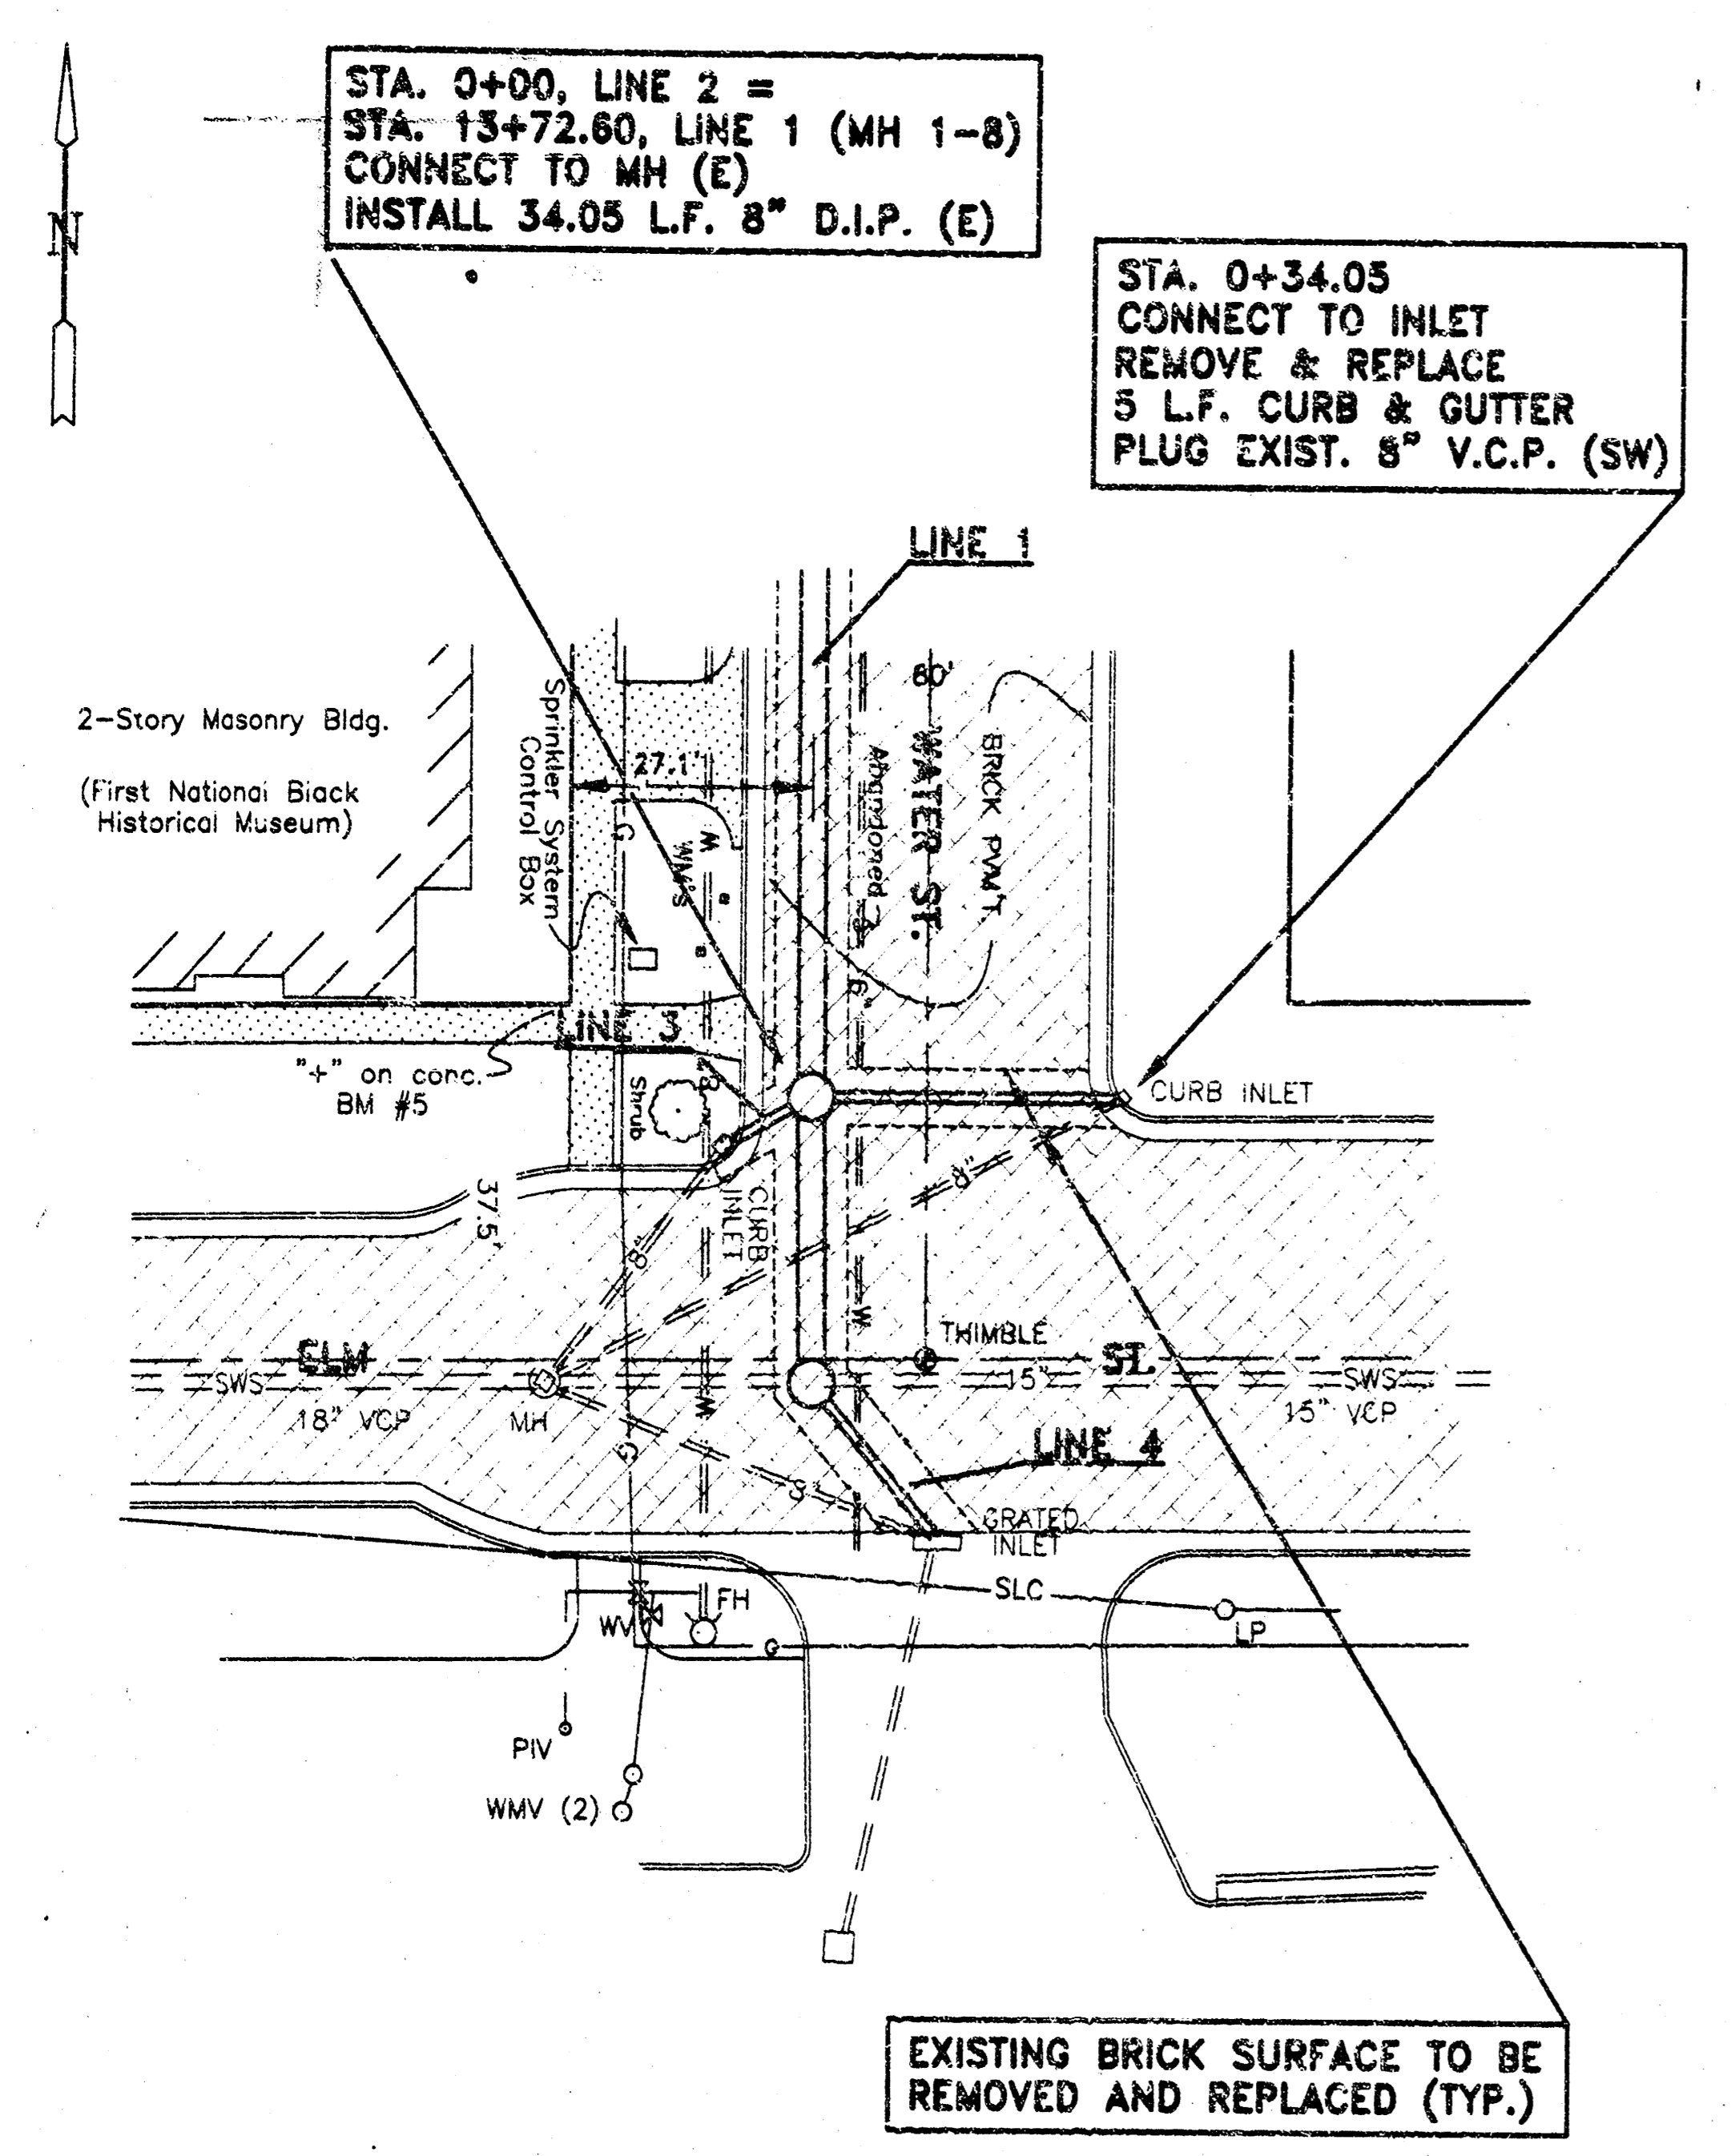 STA. 0+00, LINE 2 =
STA. 13+72.60, LINE 1 (MH 1-8)
CONNECT TO MH (E)
INSTALL 34.05 L.F. 8" D.I.P. (E)
N
STA. 0+34.05
CONNECT TO INLET
REMOVE & REPLACE
5 L.F. CURB & GUTTER
PLUG EXIST. 8" V.C.P. (SW)
LINE 1
2-Story Masonry Bldg.
(First National Black
Historical Museum)
Sprinkler System
Control Box
27.1'
G
W
WM's
80'
WATER ST.
Abandoned
BRICK PVM'T
6"
LINE 3
"+" on conc.
BM #5
Shrub
8"
CURB INLET
37.5'
CURB
INLET
8"
8"
W
THIMBLE
ELM
ST.
SWS
15"
SWS
18" VCP
MH
W
15" VCP
G
LINE 4
8"
GRATED
INLET
SLC
FH
WV
G
LP
PIV
WMV (2)
EXISTING BRICK SURFACE TO BE
REMOVED AND REPLACED (TYP.)